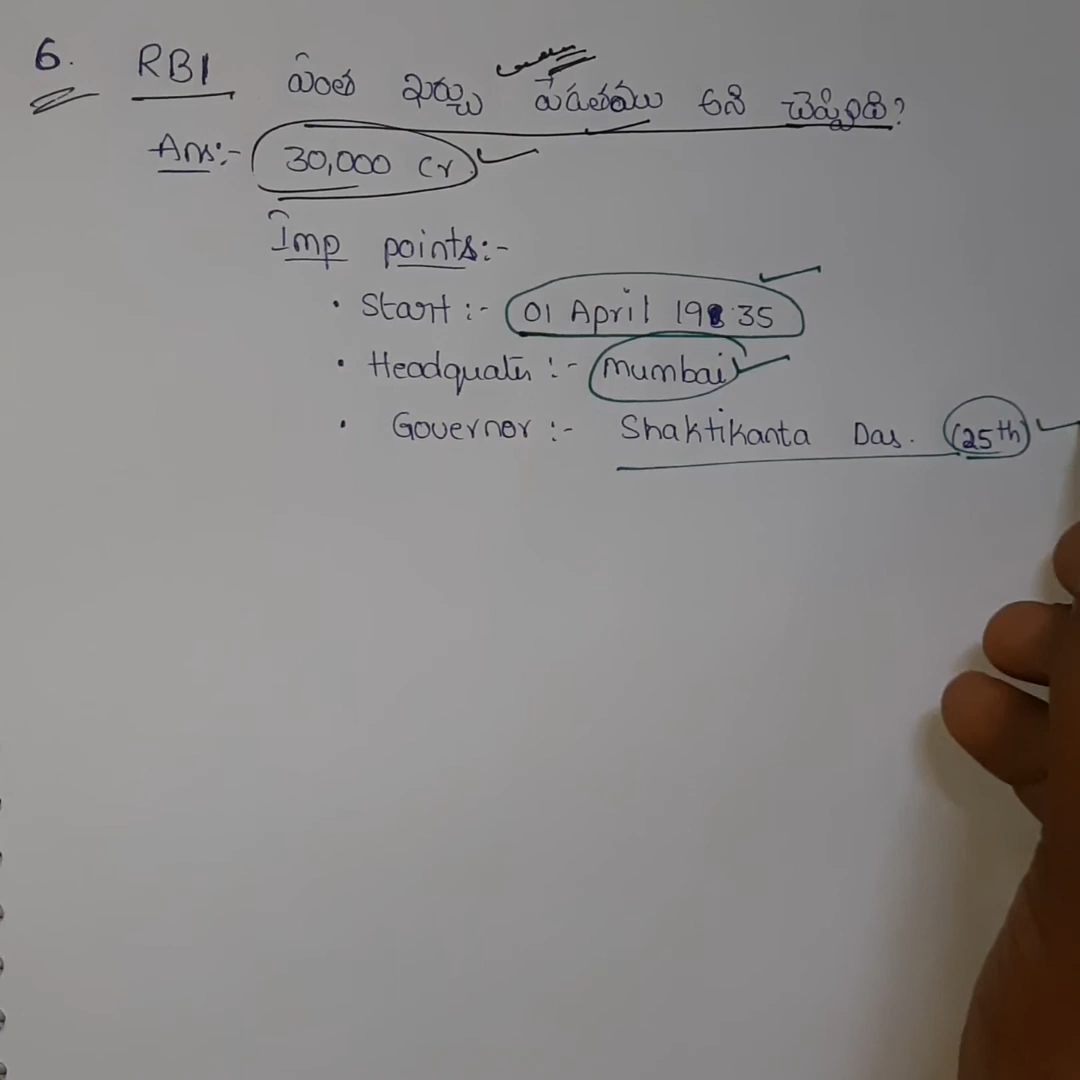 6. RBI ఎంత ఖర్చు పెడతాము అని చెప్పింది?
Ans:- 30,000 Cr
Imp points:-
• Start :- 01 April 1935
• Headquater :- Mumbai
• Governor :- Shaktikanta Das. (25th)